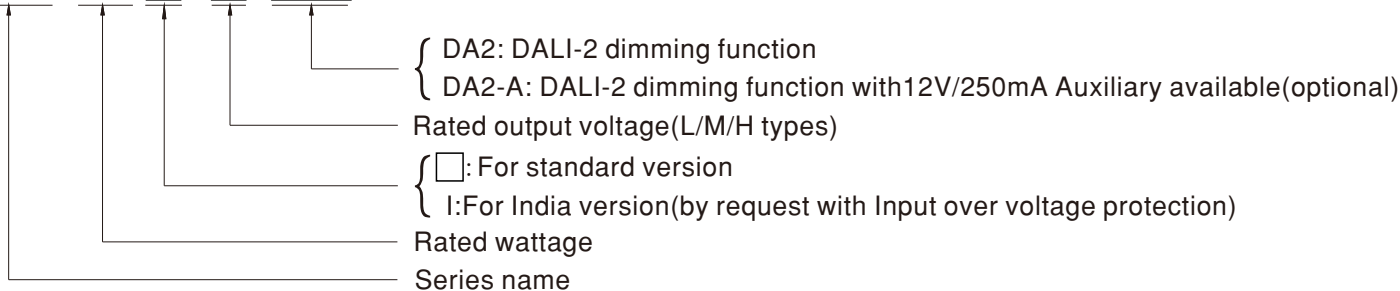 DA2: DALI-2 dimming function
DA2-A: DALI-2 dimming function with12V/250mA Auxiliary available(optional)
Rated output voltage(L/M/H types)
□: For standard version
I:For India version(by request with Input over voltage protection)
Rated wattage
Series name